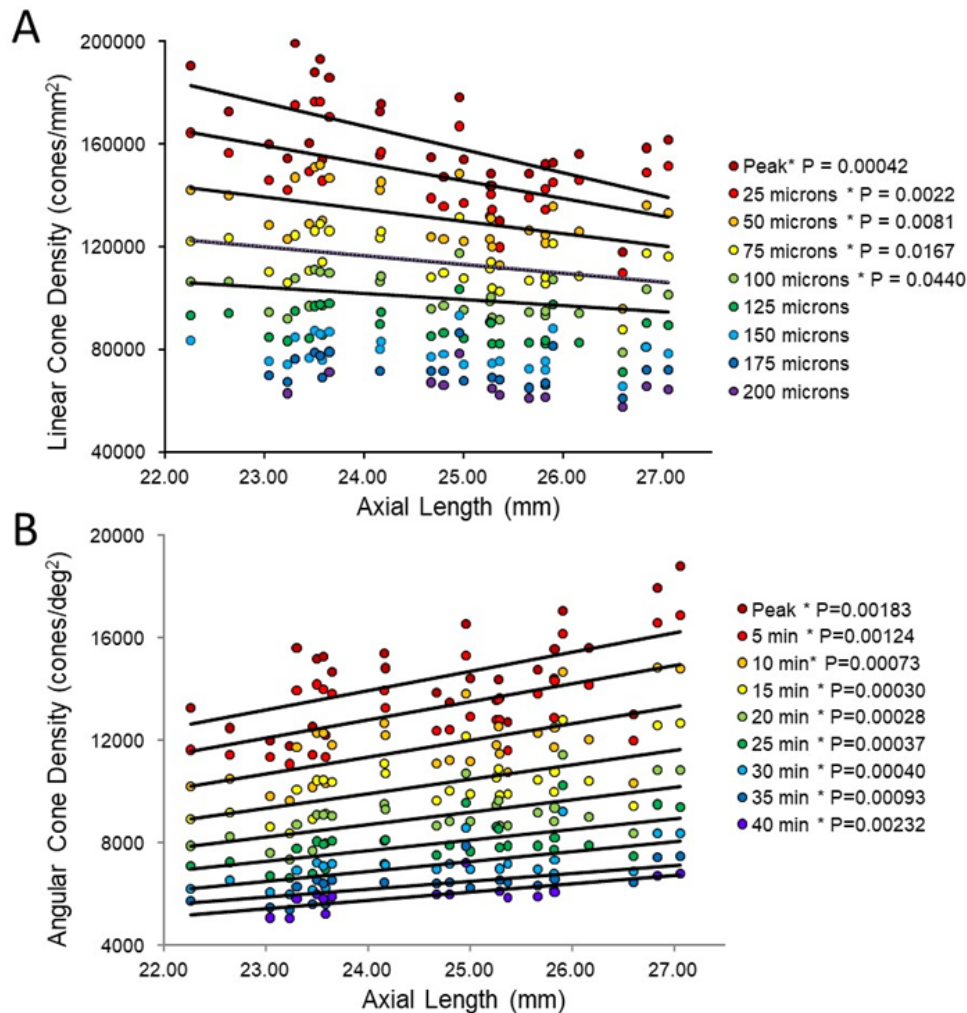 A
Linear Cone Density (cones/mm²)
200000
160000
120000
80000
40000
22.00 23.00 24.00 25.00 26.00 27.00
Axial Length (mm)
Peak* P = 0.00042
25 microns * P = 0.0022
50 microns * P = 0.0081
75 microns * P = 0.0167
100 microns * P = 0.0440
125 microns
150 microns
175 microns
200 microns
B
Angular Cone Density (cones/deg²)
20000
16000
12000
8000
4000
22.00 23.00 24.00 25.00 26.00 27.00
Axial Length (mm)
Peak * P=0.00183
5 min * P=0.00124
10 min* P=0.00073
15 min * P=0.00030
20 min * P=0.00028
25 min * P=0.00037
30 min * P=0.00040
35 min * P=0.00093
40 min * P=0.00232